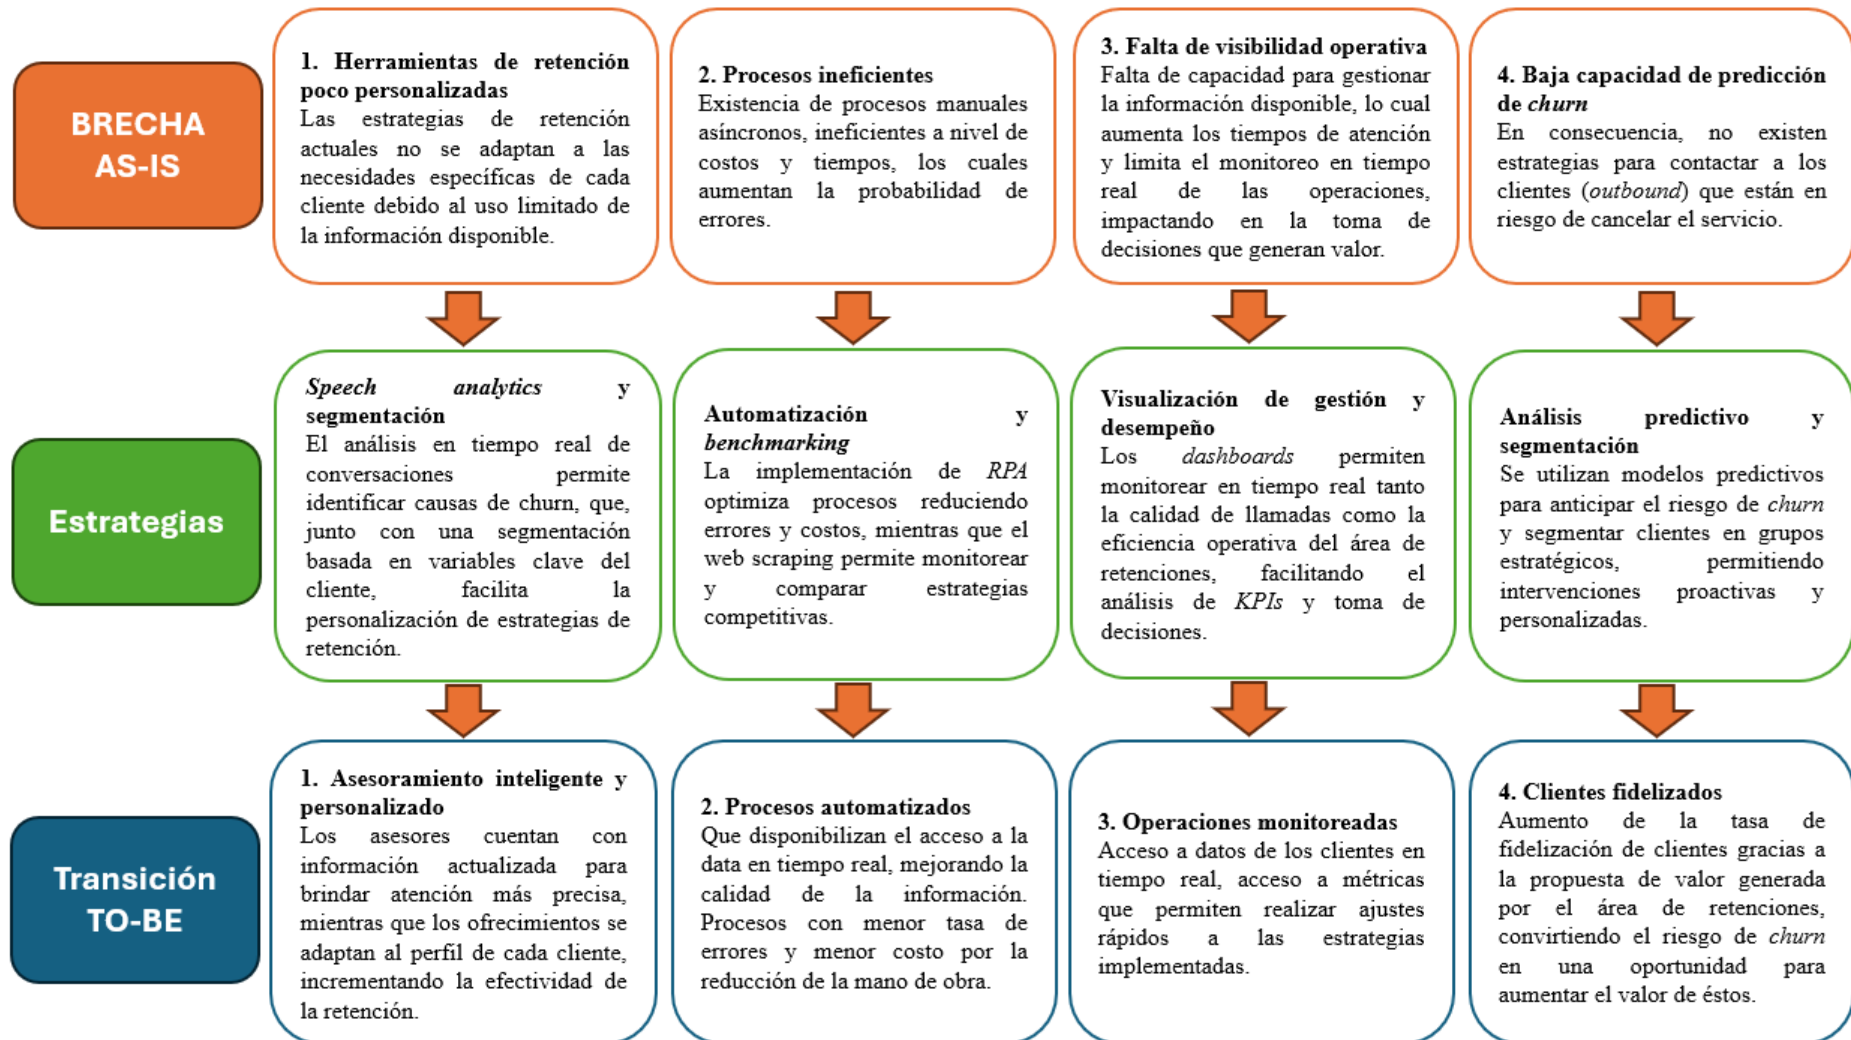 BRECHA
AS-IS
1. Herramientas de retención
poco personalizadas
Las estrategias de retención
actuales no se adaptan a las
necesidades específicas de cada
cliente debido al uso limitado de
la información disponible.
2. Procesos ineficientes
Existencia de procesos manuales
asíncronos, ineficientes a nivel de
costos y tiempos, los cuales
aumentan la probabilidad de
errores.
3. Falta de visibilidad operativa
Falta de capacidad para gestionar
la información disponible, lo cual
aumenta los tiempos de atención
y limita el monitoreo en tiempo
real de las operaciones,
impactando en la toma de
decisiones que generan valor.
4. Baja capacidad de predicción
de churn
En consecuencia, no existen
estrategias para contactar a los
clientes (outbound) que están en
riesgo de cancelar el servicio.
Estrategias
Speech analytics y
segmentación
El análisis en tiempo real de
conversaciones permite
identificar causas de churn, que,
junto con una segmentación
basada en variables clave del
cliente, facilita la
personalización de estrategias de
retención.
Automatización y
benchmarking
La implementación de RPA
optimiza procesos reduciendo
errores y costos, mientras que el
web scraping permite monitorear
y comparar estrategias
competitivas.
Visualización de gestión y
desempeño
Los dashboards permiten
monitorear en tiempo real tanto
la calidad de llamadas como la
eficiencia operativa del área de
retenciones, facilitando el
análisis de KPIs y toma de
decisiones.
Análisis predictivo y
segmentación
Se utilizan modelos predictivos
para anticipar el riesgo de churn
y segmentar clientes en grupos
estratégicos, permitiendo
intervenciones proactivas y
personalizadas.
Transición
TO-BE
1. Asesoramiento inteligente y
personalizado
Los asesores cuentan con
información actualizada para
brindar atención más precisa,
mientras que los ofrecimientos se
adaptan al perfil de cada cliente,
incrementando la efectividad de
la retención.
2. Procesos automatizados
Que disponibilizan el acceso a la
data en tiempo real, mejorando la
calidad de la información.
Procesos con menor tasa de
errores y menor costo por la
reducción de la mano de obra.
3. Operaciones monitoreadas
Acceso a datos de los clientes en
tiempo real, acceso a métricas
que permiten realizar ajustes
rápidos a las estrategias
implementadas.
4. Clientes fidelizados
Aumento de la tasa de
fidelización de clientes gracias a
la propuesta de valor generada
por el área de retenciones,
convirtiendo el riesgo de churn
en una oportunidad para
aumentar el valor de éstos.